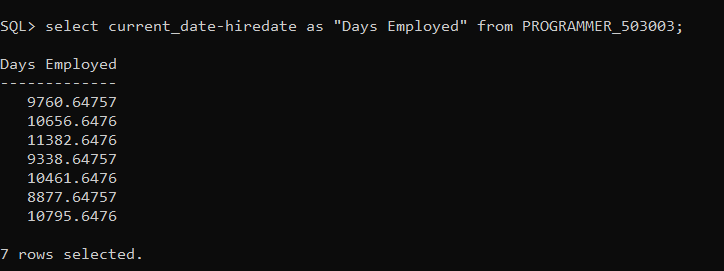 SQL> select current_date-hiredate as "Days Employed" from PROGRAMMER_503003;
Days Employed
-------------
9760.64757
10656.6476
11382.6476
9338.64757
10461.6476
8877.64757
10795.6476
7 rows selected.